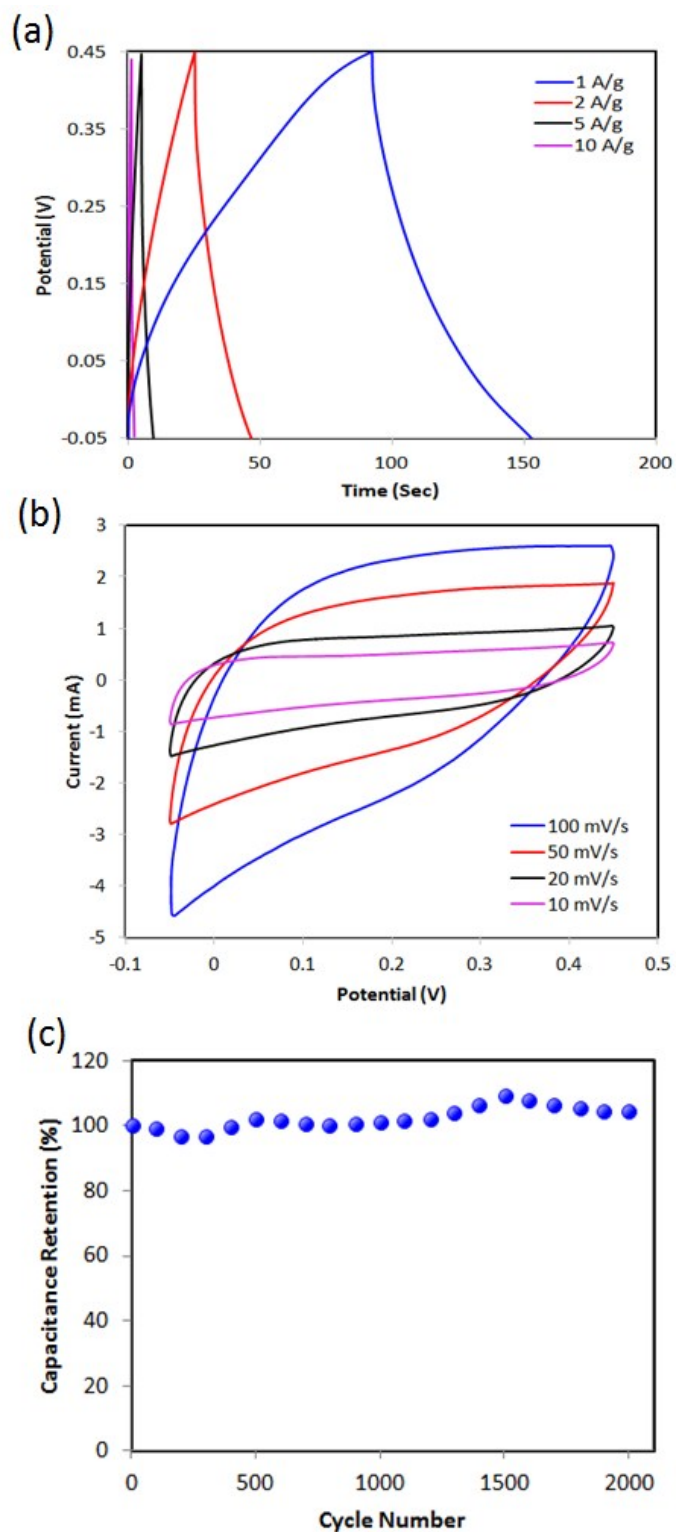 (a)
0.45
0.35
0.25
0.15
0.05
-0.05
Potential (V)
1 A/g
2 A/g
5 A/g
10 A/g
0 50 100 150 200
Time (Sec)
(b)
3
2
1
0
-1
-2
-3
-4
-5
Current (mA)
100 mV/s
50 mV/s
20 mV/s
10 mV/s
-0.1 0 0.1 0.2 0.3 0.4 0.5
Potential (V)
(c)
120
100
80
60
40
20
0
Capacitance Retention (%)
0 500 1000 1500 2000
Cycle Number